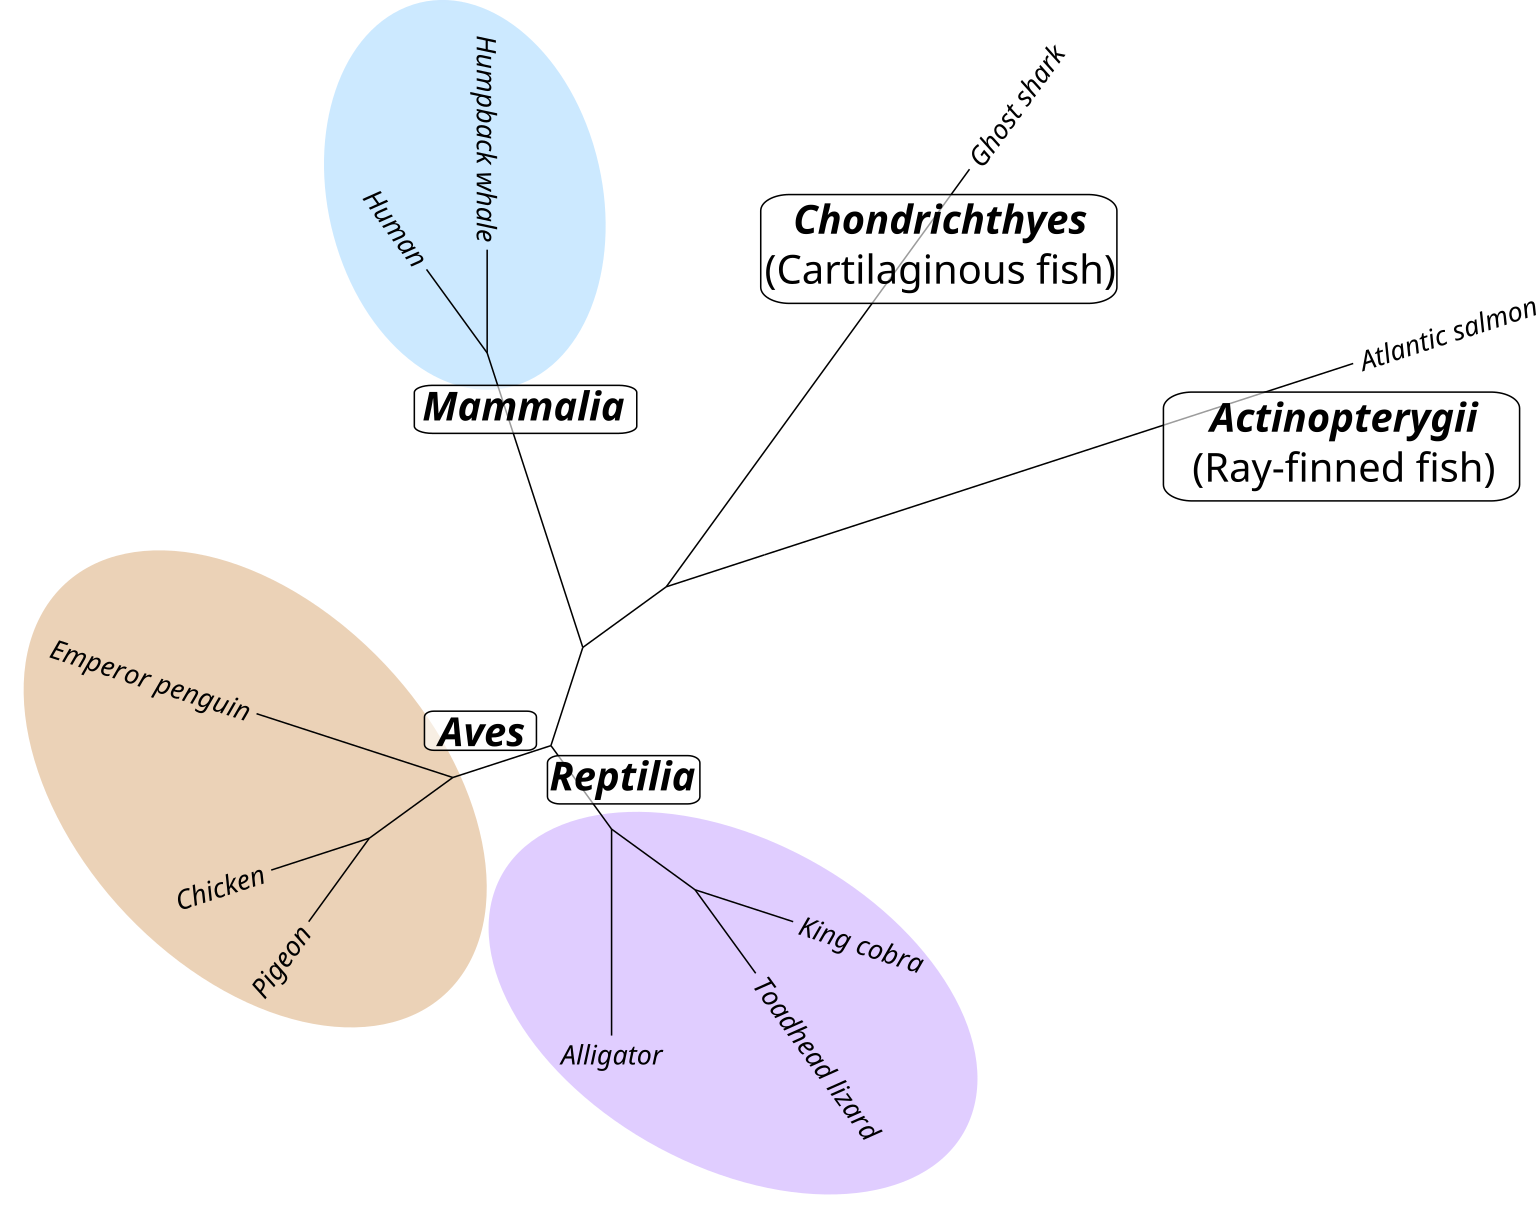 Humpback whale
Human
Mammalia
Ghost shark
Chondrichthyes
(Cartilaginous fish)
Atlantic salmon
Actinopterygii
(Ray-finned fish)
Emperor penguin
Aves
Chicken
Pigeon
Reptilia
King cobra
Toadhead lizard
Alligator